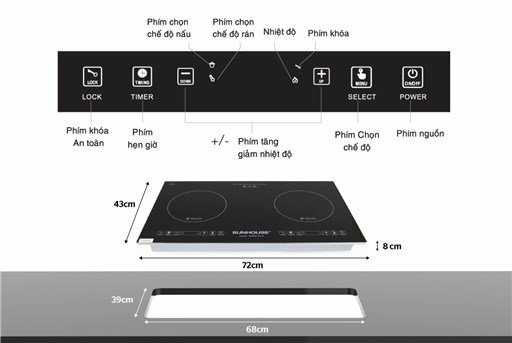 Phím chọn
chế độ nấu
Phím chọn
chế độ rán
Nhiệt độ
Phím khóa
LOCK
TIMING
DOWN
UP
MENU
ON/OFF
LOCK
TIMER
SELECT
POWER
Phím khóa
An toàn
Phím
hẹn giờ
+/-
Phím tăng
giảm nhiệt độ
Phím Chọn
chế độ
Phím nguồn
43cm
SUNHOUSE
8 cm
72cm
39cm
68cm